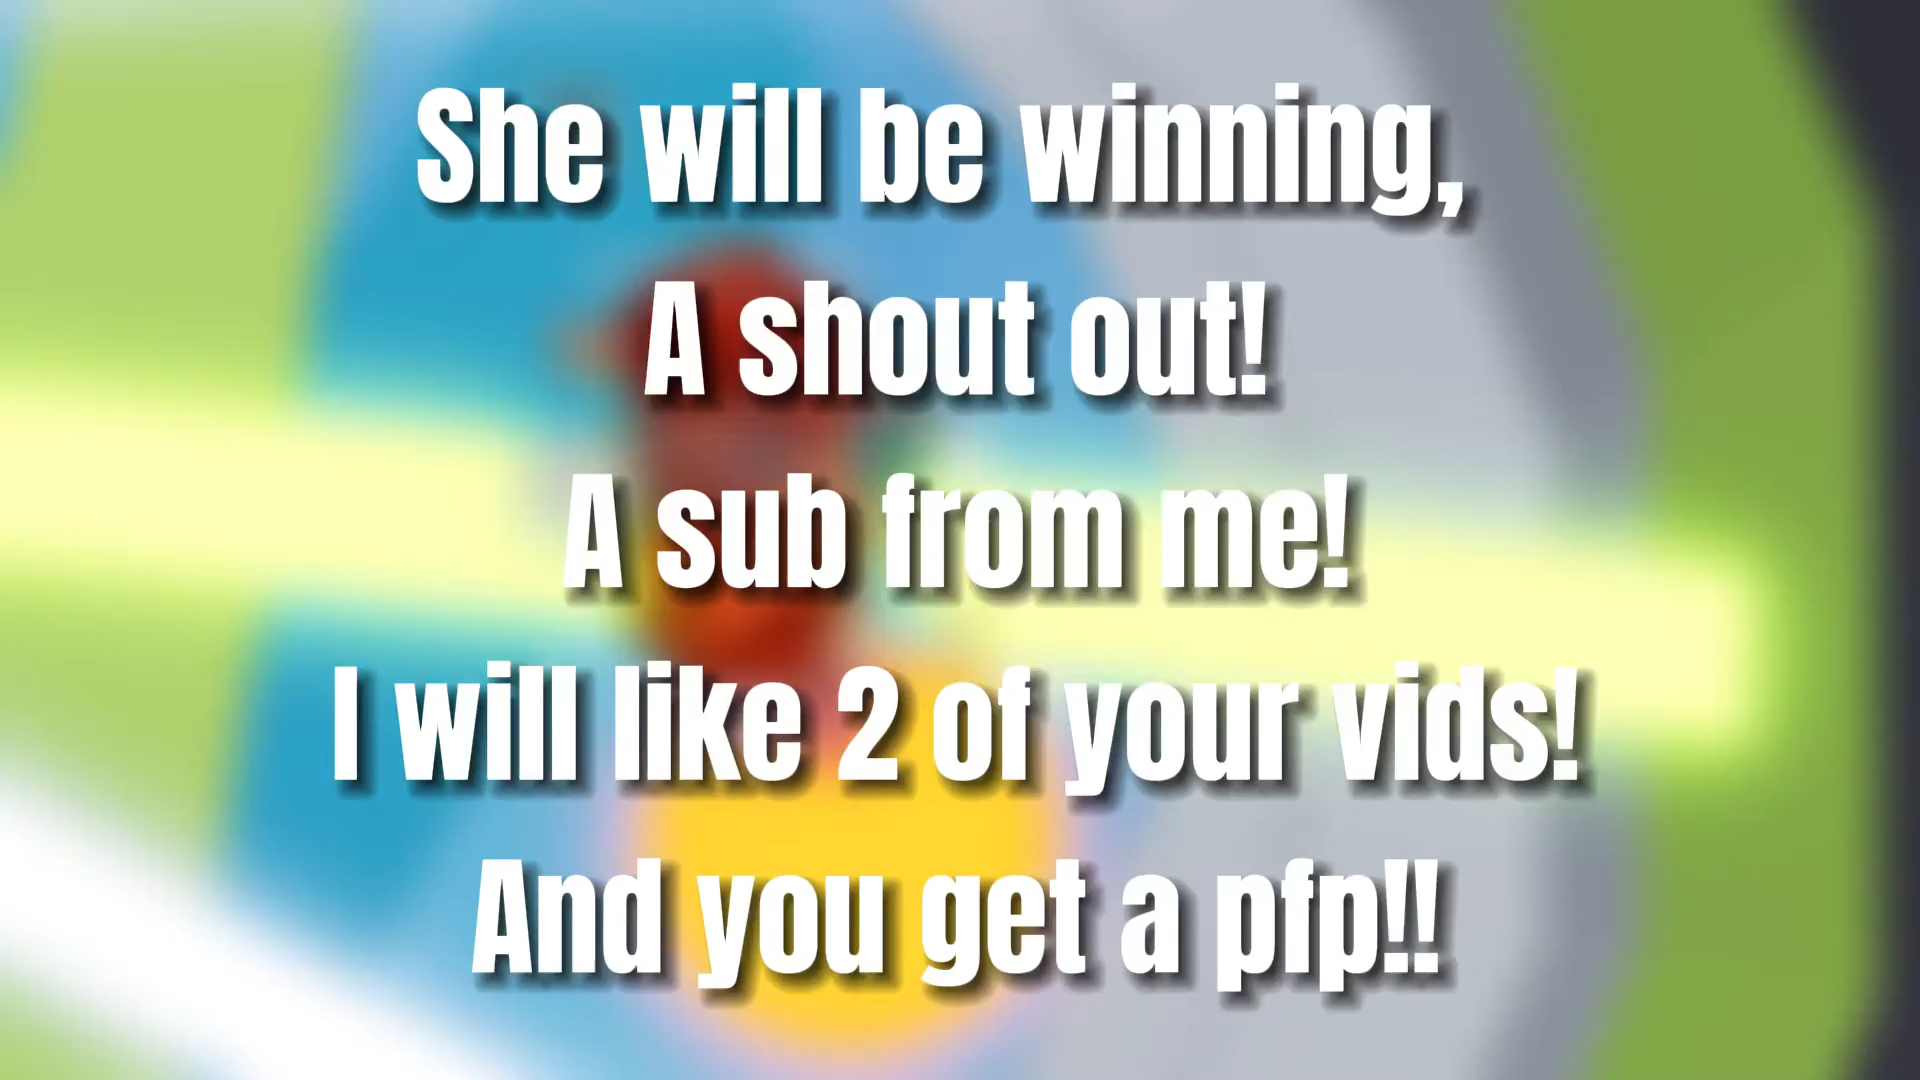 She will be winning,
A shout out!
A sub from me!
I will like 2 of your vids!
And you get a pfp!!